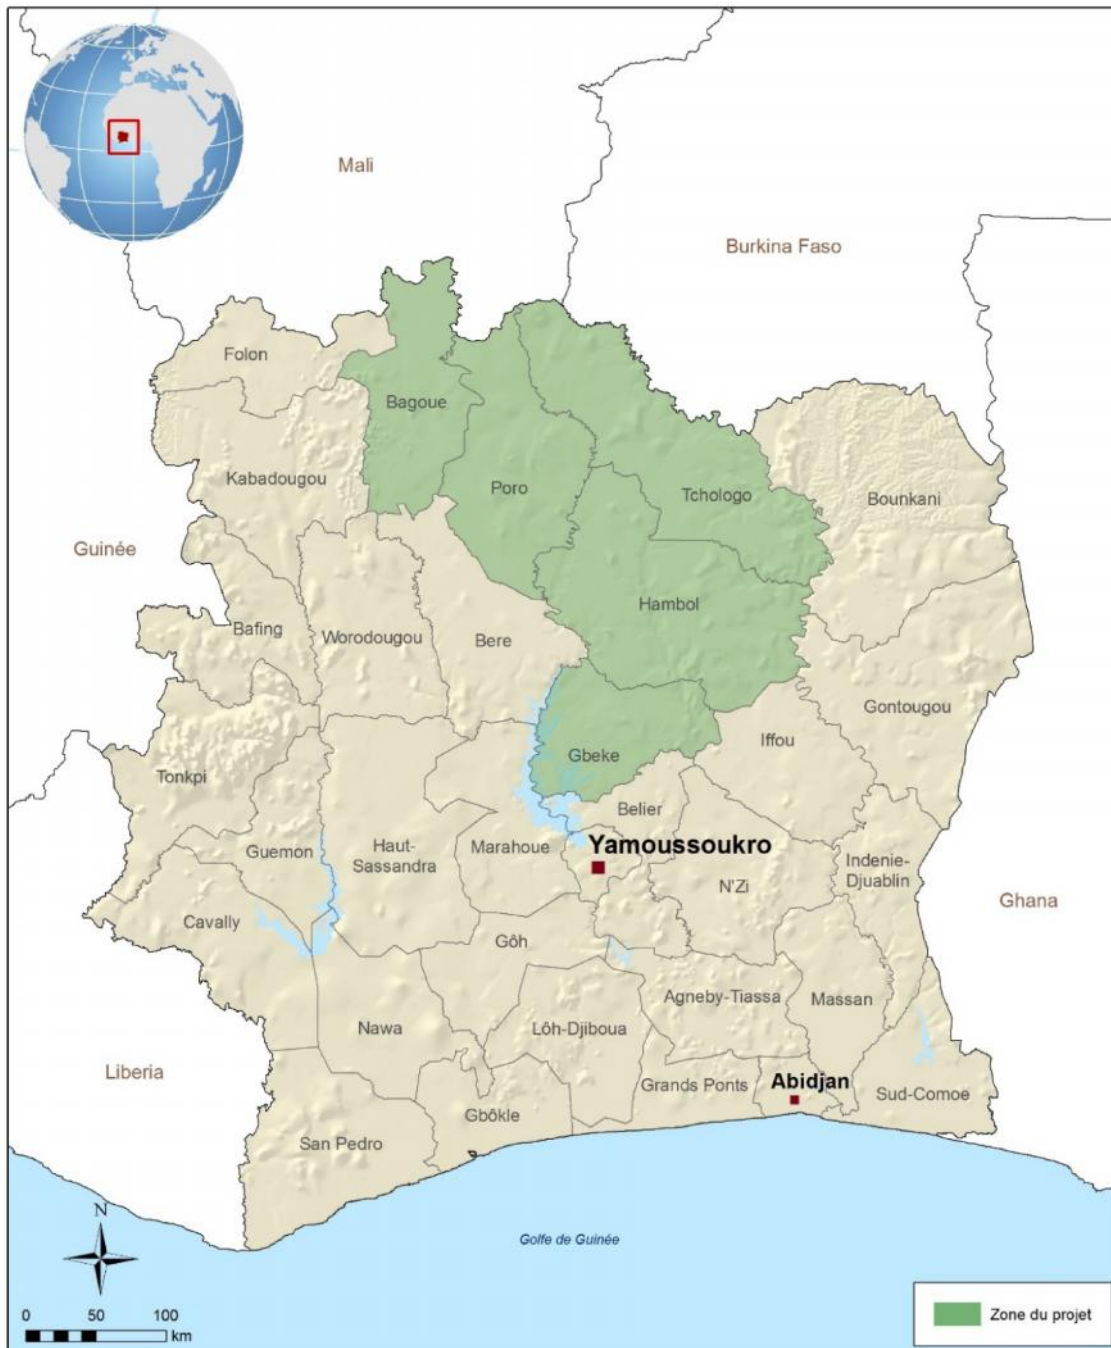 Mali
Burkina Faso
Folon
Bagoue
Kabadougou
Poro
Tchologo
Bounkani
Guinée
Hambol
Bafing
Worodougou
Bere
Gontougou
Iffou
Gbeke
Tonkpi
Belier
Yamoussoukro
Guemon
Haut-
Sassandra
Marahoue
N'Zi
Indenie-
Djuablin
Ghana
Cavally
Gôh
Agneby-Tiassa
Massan
Nawa
Lôh-Djiboua
Liberia
Grands Ponts
Abidjan
Sud-Comoe
Gbôkle
San Pedro
N
Golfe de Guinée
0 50 100
km
Zone du projet